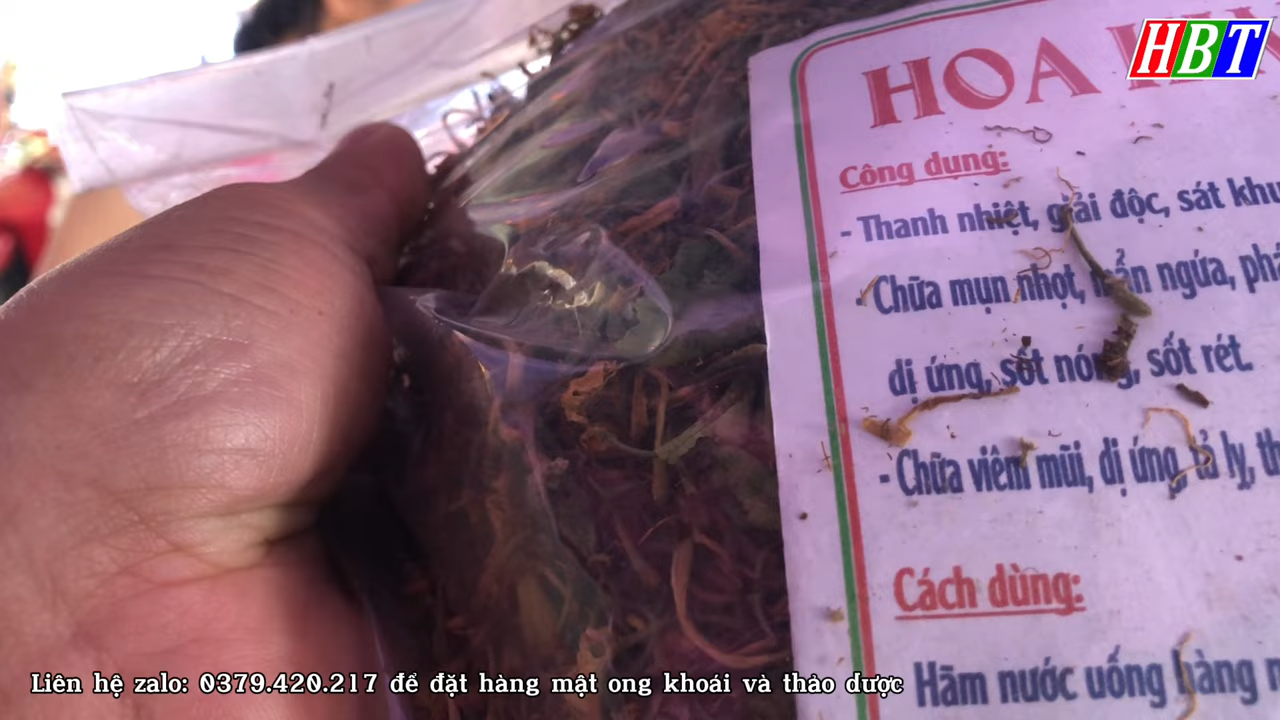 HBT
HOA
Công dụng:
- Thanh nhiệt, giải độc, sát
- Chữa mụn nhọt, mẩn ngứa,
dị ứng, sốt nóng, sốt rét.
- Chữa viêm mũi, dị ứng, tả lỵ,
Cách dùng:
Hãm nước uống hàng
Liên hệ zalo: 0379.420.217 để đặt hàng mật ong khoái và thảo dược